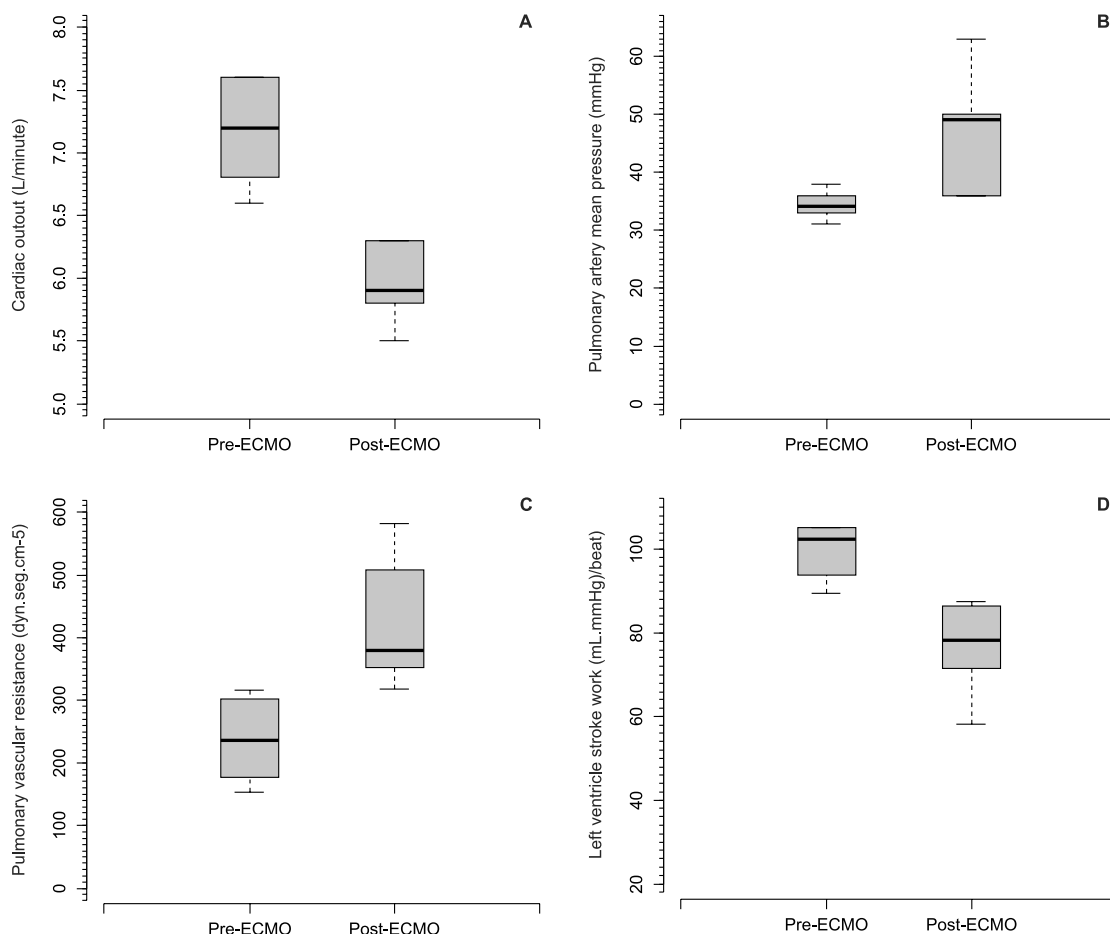 A
Cardiac outout (L/minute)
8.0
7.5
7.0
6.5
6.0
5.5
5.0
Pre-ECMO
Post-ECMO
B
Pulmonary artery mean pressure (mmHg)
60
50
40
30
20
10
0
Pre-ECMO
Post-ECMO
C
Pulmonary vascular resistance (dyn.seg.cm-5)
600
500
400
300
200
100
0
Pre-ECMO
Post-ECMO
D
Left ventricle stroke work (mL.mmHg)/beat)
100
80
60
40
20
Pre-ECMO
Post-ECMO